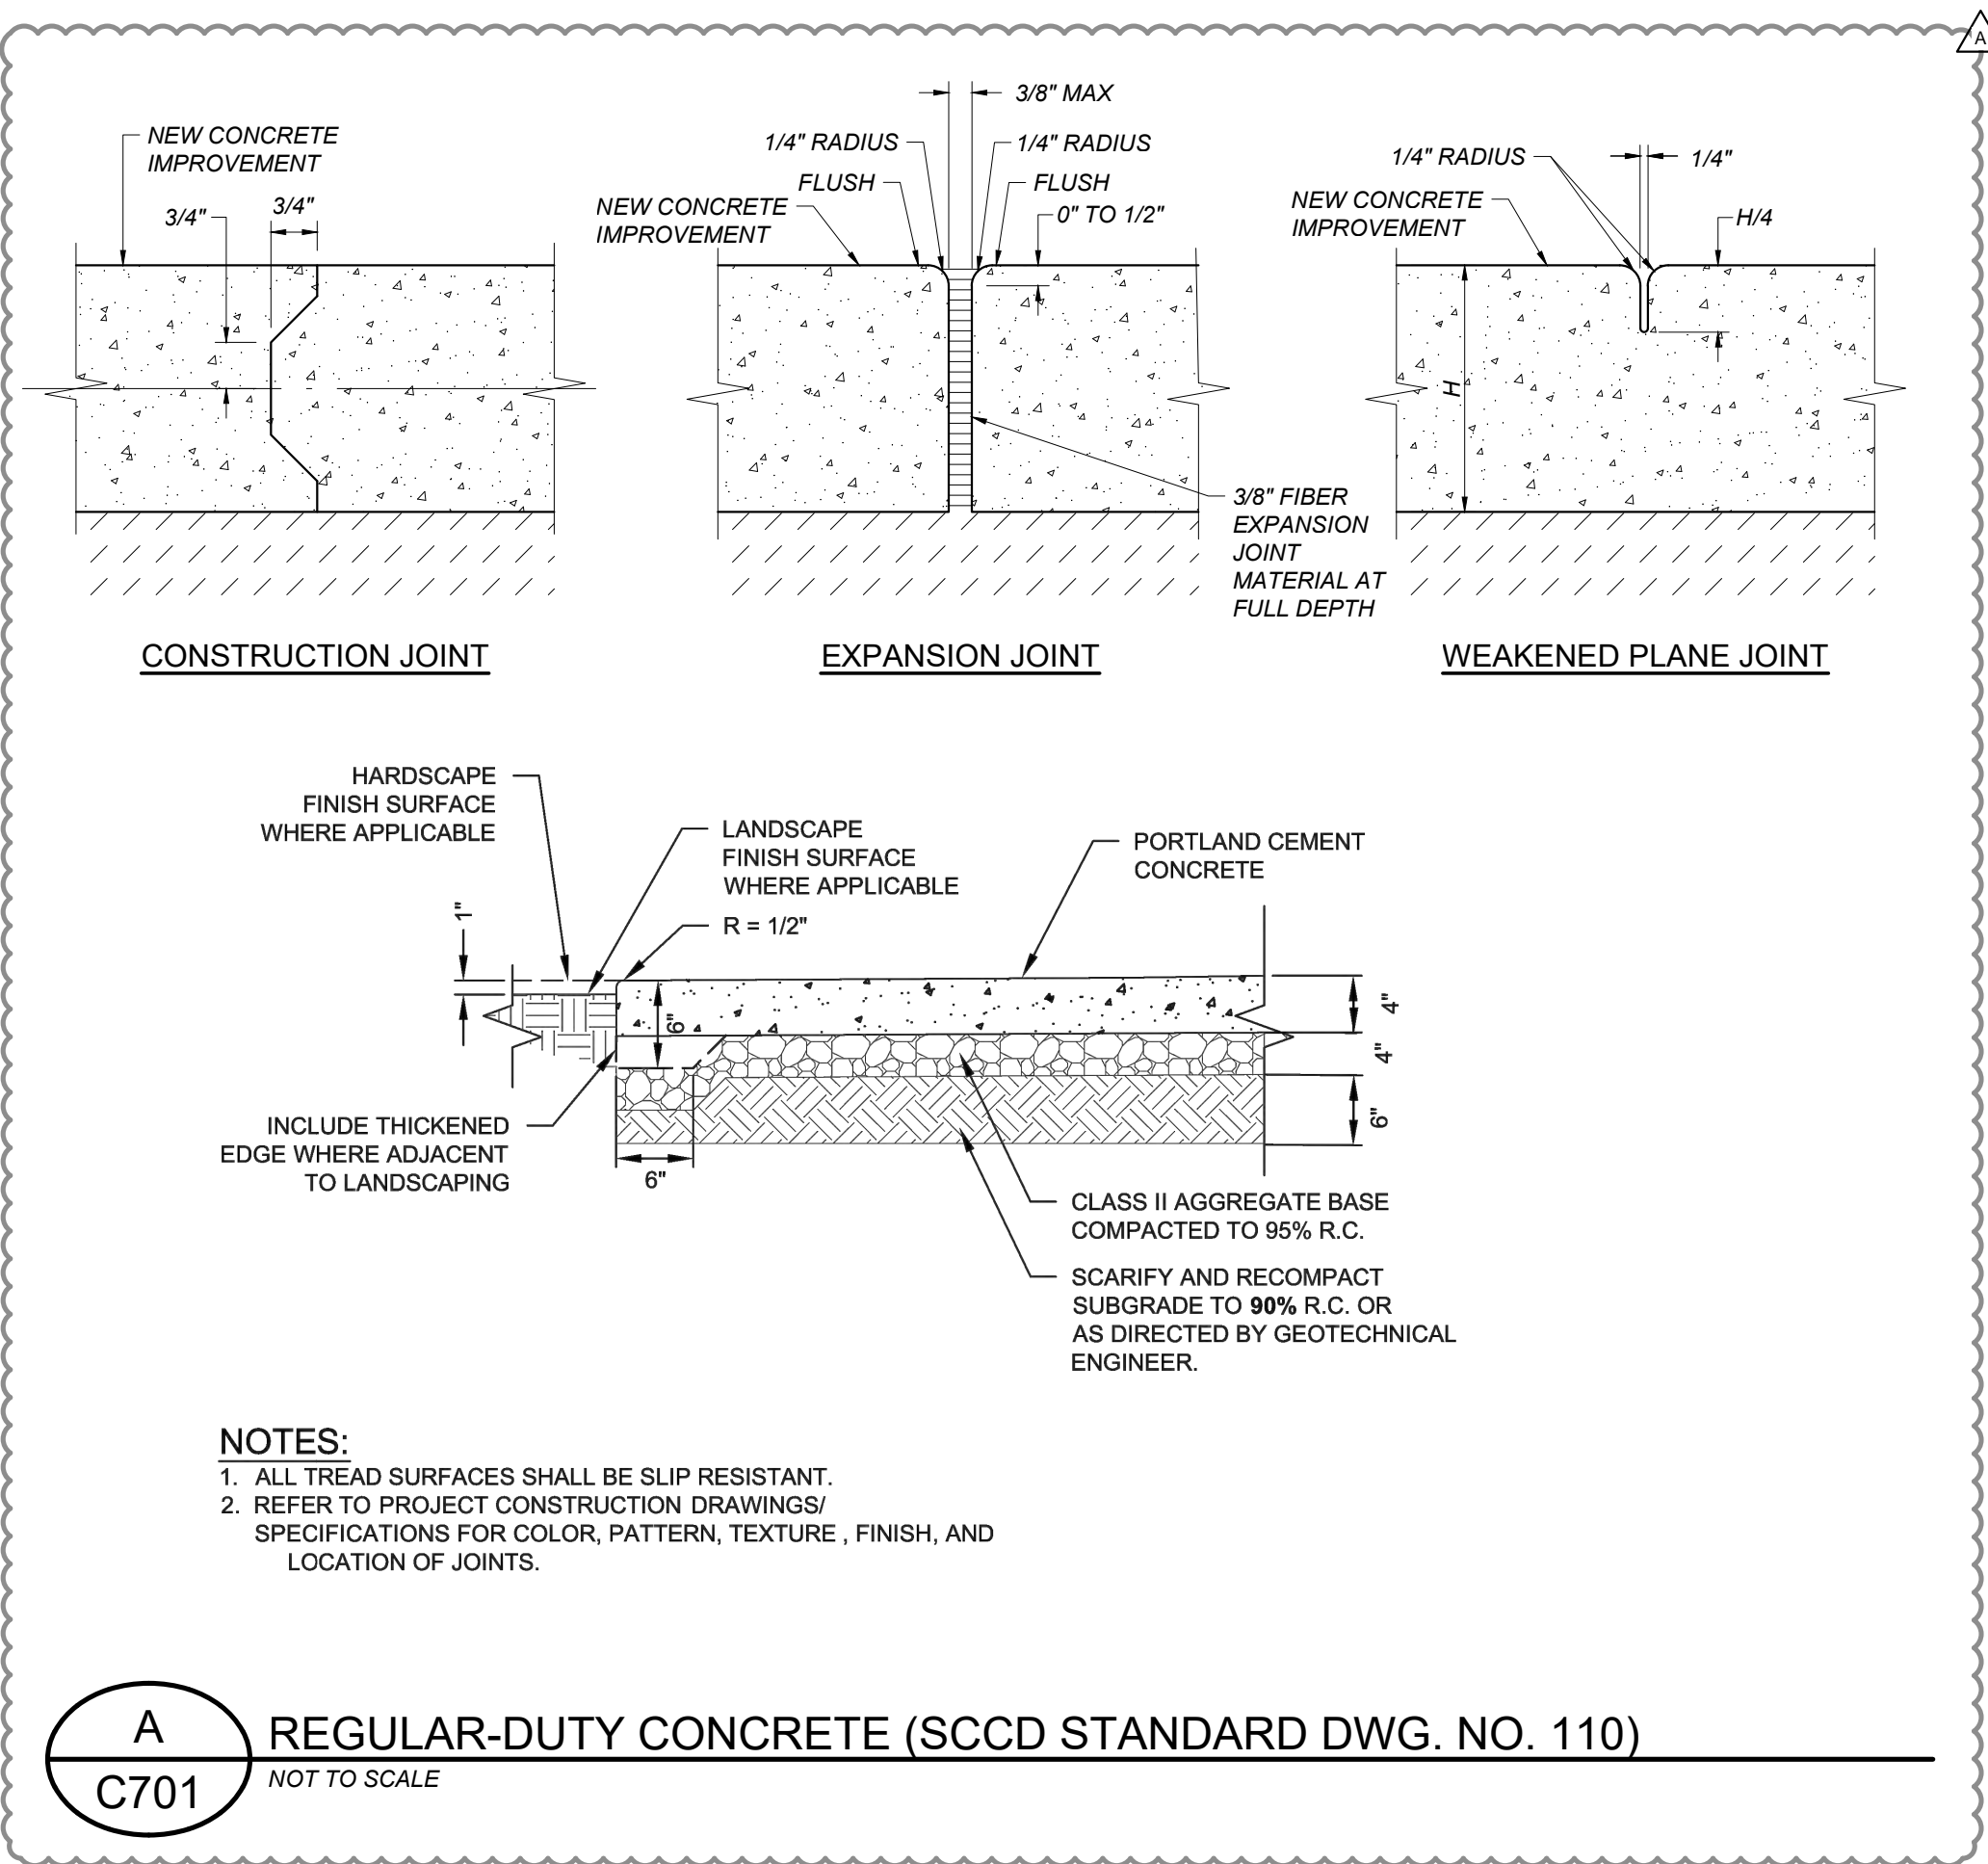 A
NEW CONCRETE
IMPROVEMENT
3/4"
3/4"
CONSTRUCTION JOINT
3/8" MAX
1/4" RADIUS
1/4" RADIUS
FLUSH
FLUSH
NEW CONCRETE
IMPROVEMENT
0" TO 1/2"
3/8" FIBER
EXPANSION
JOINT
MATERIAL AT
FULL DEPTH
EXPANSION JOINT
1/4" RADIUS
1/4"
NEW CONCRETE
IMPROVEMENT
H/4
H
WEAKENED PLANE JOINT
HARDSCAPE
FINISH SURFACE
WHERE APPLICABLE
LANDSCAPE
FINISH SURFACE
WHERE APPLICABLE
R = 1/2"
PORTLAND CEMENT
CONCRETE
1"
6"
4"
4"
6"
6"
INCLUDE THICKENED
EDGE WHERE ADJACENT
TO LANDSCAPING
CLASS II AGGREGATE BASE
COMPACTED TO 95% R.C.
SCARIFY AND RECOMPACT
SUBGRADE TO 90% R.C. OR
AS DIRECTED BY GEOTECHNICAL
ENGINEER.
NOTES:
1. ALL TREAD SURFACES SHALL BE SLIP RESISTANT.
2. REFER TO PROJECT CONSTRUCTION DRAWINGS/
SPECIFICATIONS FOR COLOR, PATTERN, TEXTURE , FINISH, AND
LOCATION OF JOINTS.
A
C701
REGULAR-DUTY CONCRETE (SCCD STANDARD DWG. NO. 110)
NOT TO SCALE